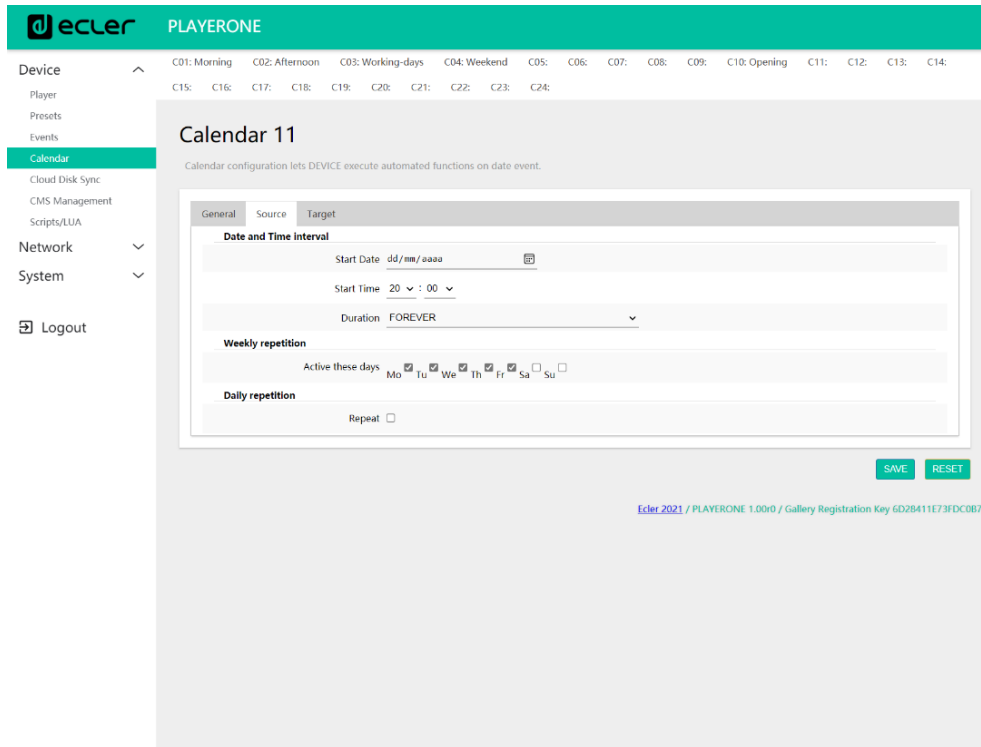 ecler PLAYERONE
Device
Player
Presets
Events
Calendar
Cloud Disk Sync
CMS Management
Scripts/LUA
Network
System
Logout
C01: Morning C02: Afternoon C03: Working-days C04: Weekend C05: C06: C07: C08: C09: C10: Opening C11: C12: C13: C14:
C15: C16: C17: C18: C19: C20: C21: C22: C23: C24:
Calendar 11
Calendar configuration lets DEVICE execute automated functions on date event.
General Source Target
Date and Time interval
Start Date dd/mm/aaaa
Start Time 20 : 00
Duration FOREVER
Weekly repetition
Active these days Mo Tu We Th Fr Sa Su
Daily repetition
Repeat
SAVE RESET
Ecler 2021 / PLAYERONE 1.00r0 / Gallery Registration Key 6D28411E73FDC0B7